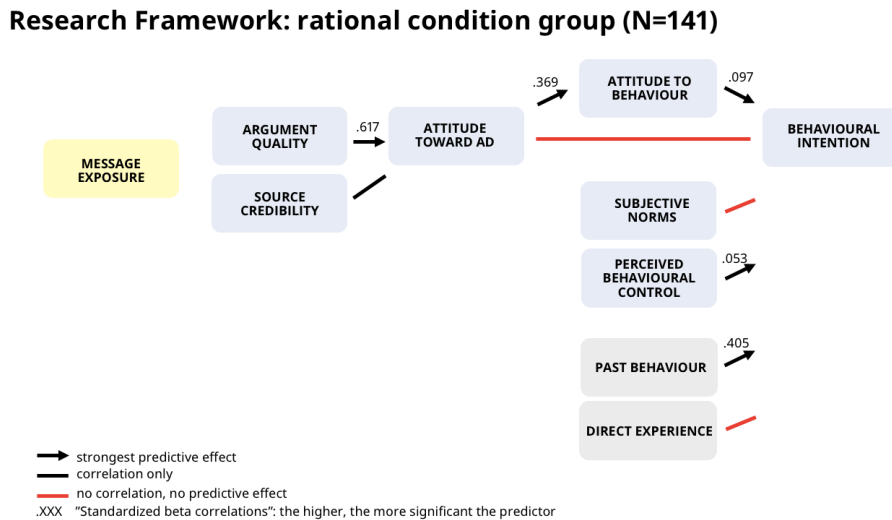 Research Framework: rational condition group (N=141)
MESSAGE
EXPOSURE
ARGUMENT
QUALITY
SOURCE
CREDIBILITY
.617
ATTITUDE
TOWARD AD
.369
ATTITUDE TO
BEHAVIOUR
.097
BEHAVIOURAL
INTENTION
SUBJECTIVE
NORMS
PERCEIVED
BEHAVIOURAL
CONTROL
.053
PAST BEHAVIOUR
.405
DIRECT EXPERIENCE
strongest predictive effect
correlation only
no correlation, no predictive effect
.XXX "Standardized beta correlations": the higher, the more significant the predictor